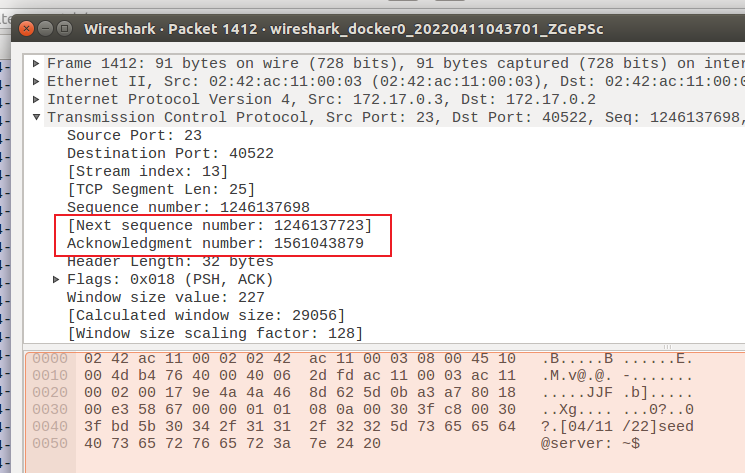 Wireshark · Packet 1412 · wireshark_docker0_20220411043701_ZGePSc
Frame 1412: 91 bytes on wire (728 bits), 91 bytes captured (728 bits) on inter
Ethernet II, Src: 02:42:ac:11:00:03 (02:42:ac:11:00:03), Dst: 02:42:ac:11:0
Internet Protocol Version 4, Src: 172.17.0.3, Dst: 172.17.0.2
Transmission Control Protocol, Src Port: 23, Dst Port: 40522, Seq: 1246137698,
Source Port: 23
Destination Port: 40522
[Stream index: 13]
[TCP Segment Len: 25]
Sequence number: 1246137698
[Next sequence number: 1246137723]
Acknowledgment number: 1561043879
Header Length: 32 bytes
Flags: 0x018 (PSH, ACK)
Window size value: 227
[Calculated window size: 29056]
[Window size scaling factor: 128]
0000 02 42 ac 11 00 02 02 42 ac 11 00 03 08 00 45 10 .B.....B ......E.
0010 00 4d b4 76 40 00 40 06 2d fd ac 11 00 03 ac 11 .M.v@.@. -.......
0020 00 02 00 17 9e 4a 4a 46 8d 62 5d 0b a3 a7 80 18 .....JJF .b].....
0030 00 e3 58 67 00 00 01 01 08 0a 00 30 3f c8 00 30 ..Xg.... ...0?..0
0040 3f bd 5b 30 34 2f 31 31 2f 32 32 5d 73 65 65 64 ?.[04/11 /22]seed
0050 40 73 65 72 76 65 72 3a 7e 24 20 @server: ~$